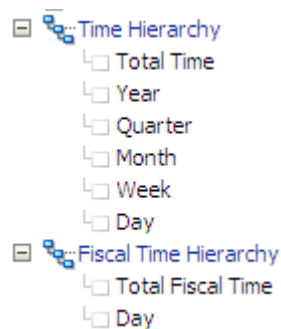 Time Hierarchy
Total Time
Year
Quarter
Month
Week
Day
Fiscal Time Hierarchy
Total Fiscal Time
Day